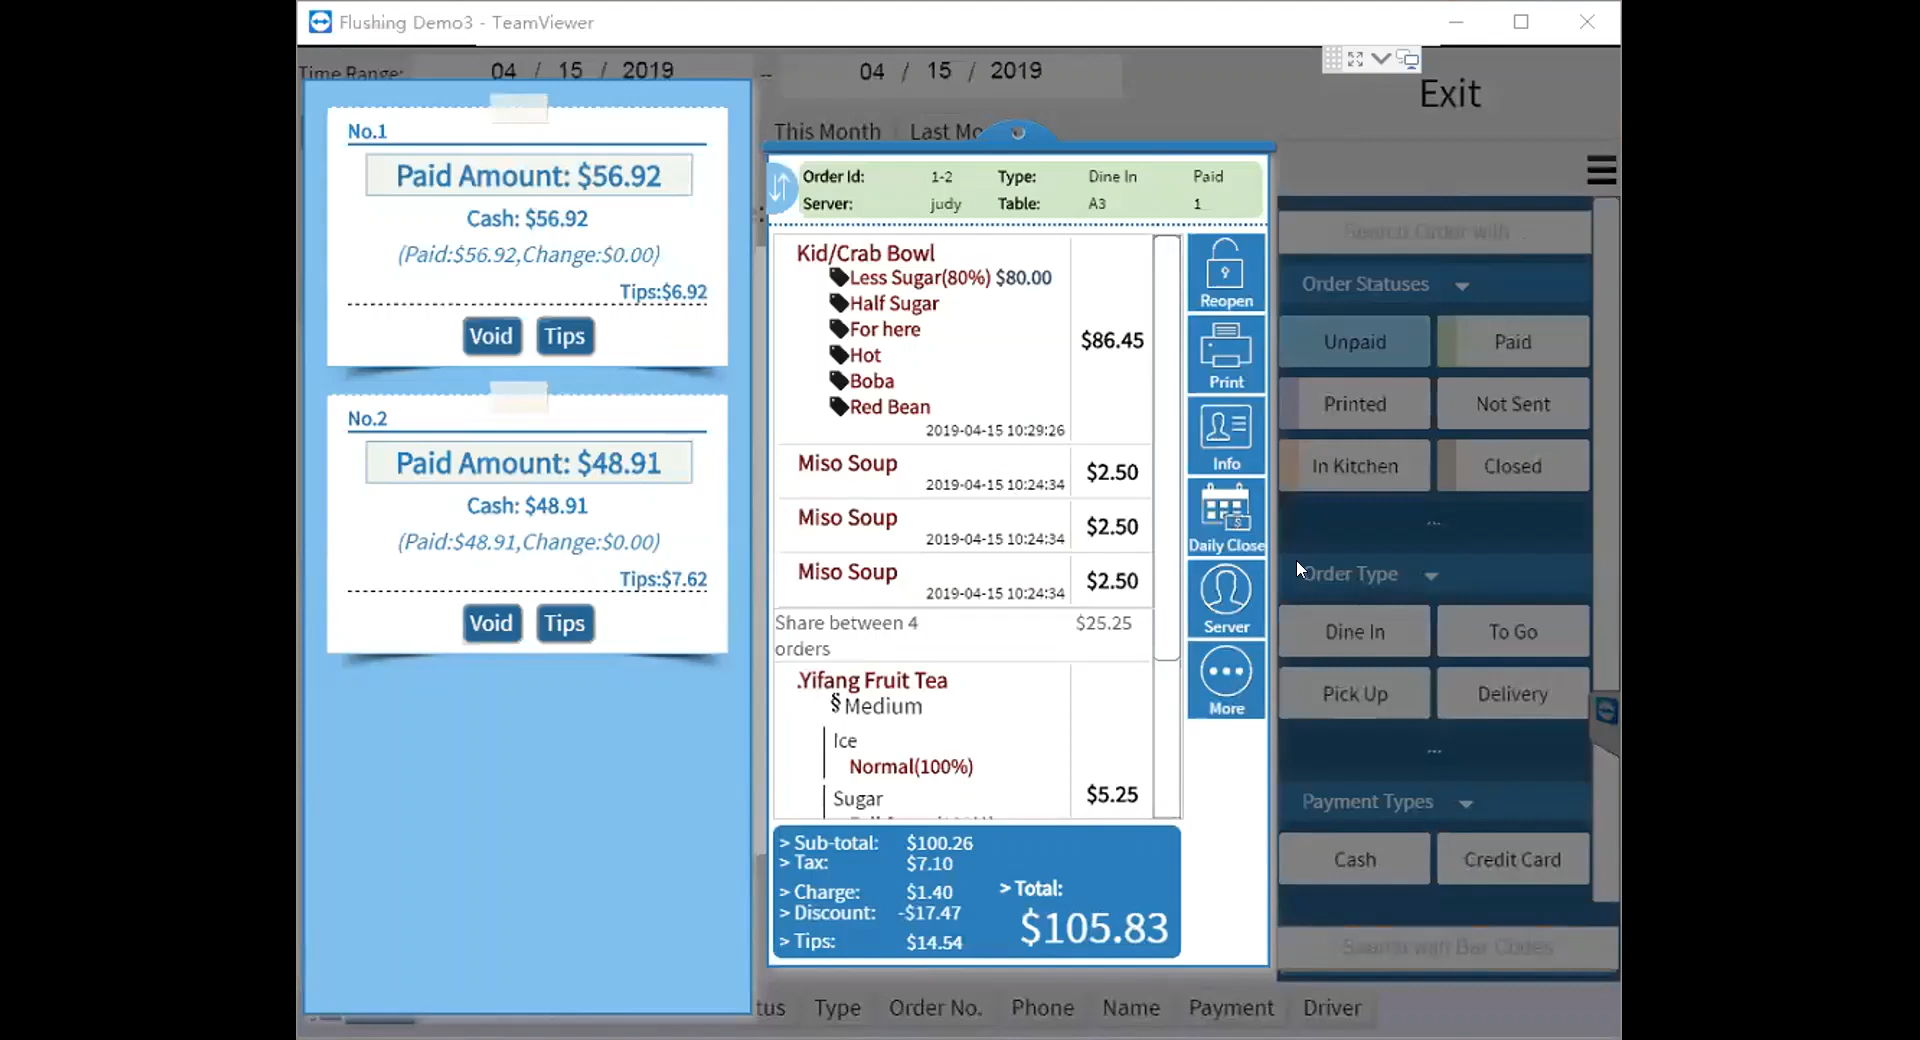 Flushing Demo3 - TeamViewer
Time Range: 04 / 15 / 2019 -- 04 / 15 / 2019
Exit
This Month Last Mo
No.1
Paid Amount: $56.92
Cash: $56.92
(Paid:$56.92,Change:$0.00)
Tips:$6.92
Void Tips
No.2
Paid Amount: $48.91
Cash: $48.91
(Paid:$48.91,Change:$0.00)
Tips:$7.62
Void Tips
Order Id: 1-2 Type: Dine In Paid
Server: judy Table: A3 1
Kid/Crab Bowl
Less Sugar(80%) $80.00
Half Sugar
For here
$86.45
Hot
Boba
Red Bean
2019-04-15 10:29:26
Miso Soup $2.50
2019-04-15 10:24:34
Miso Soup $2.50
2019-04-15 10:24:34
Miso Soup $2.50
2019-04-15 10:24:34
Share between 4 $25.25
orders
.Yifang Fruit Tea
§ Medium
Ice
Normal(100%)
Sugar $5.25
> Sub-total: $100.26
> Tax: $7.10
> Charge: $1.40
> Discount: -$17.47
> Tips: $14.54
> Total:
$105.83
Reopen
Print
Info
Daily Close
Server
More
Search Order with ...
Order Statuses
Unpaid Paid
Printed Not Sent
In Kitchen Closed
...
Order Type
Dine In To Go
Pick Up Delivery
...
Payment Types
Cash Credit Card
Search with Bar Codes
tus Type Order No. Phone Name Payment Driver